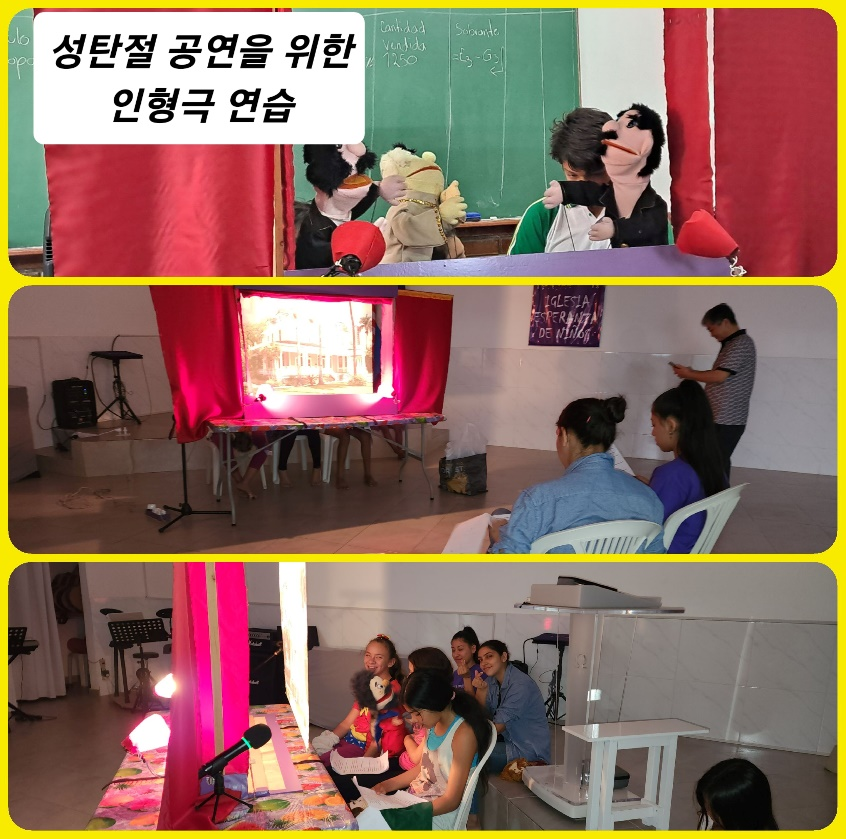 성탄절 공연을 위한
인형극 연습
Cantidad
vendida
1250
Sobrante
IGLESIA
ESPERANZA
DE NIÑOS